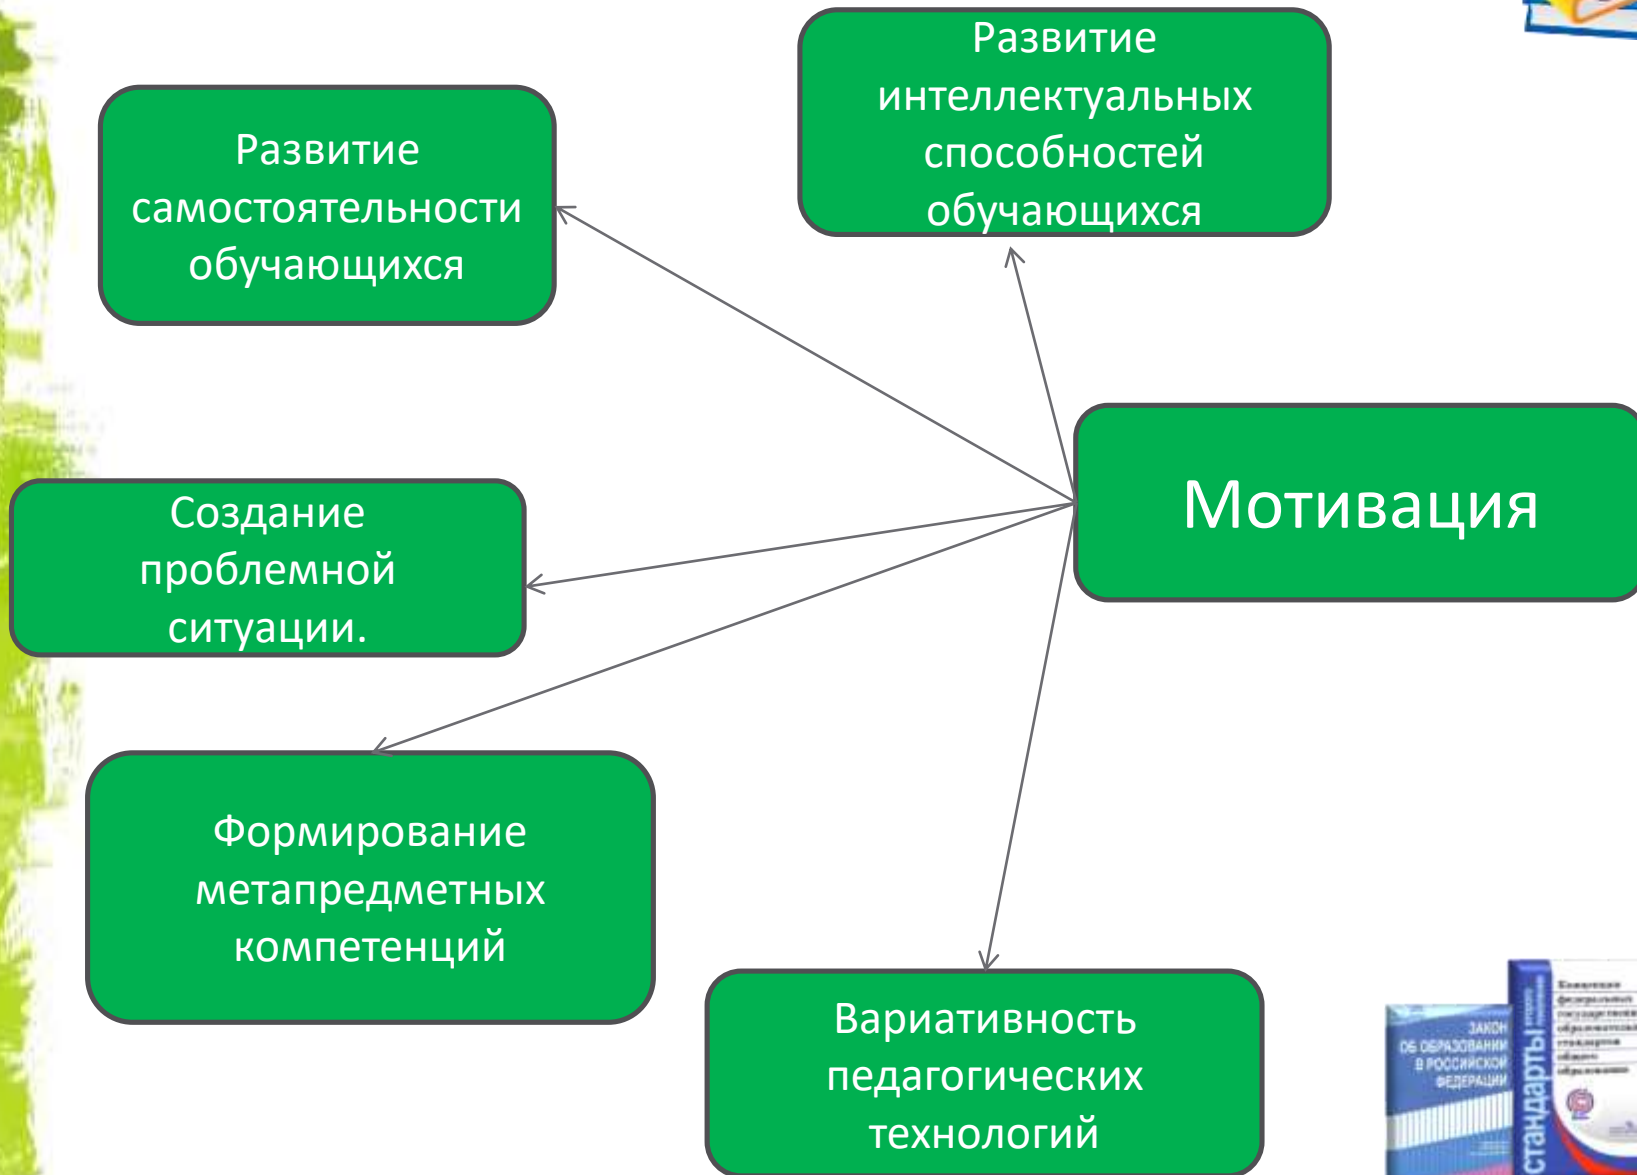 Развитие
интеллектуальных
способностей
обучающихся
Развитие
самостоятельности
обучающихся
Мотивация
Создание
проблемной
ситуации.
Формирование
метапредметных
компетенций
Вариативность
педагогических
технологий
ЗАКОН
ОБ ОБРАЗОВАНИИ
В РОССИЙСКОЙ
ФЕДЕРАЦИИ
стандарты